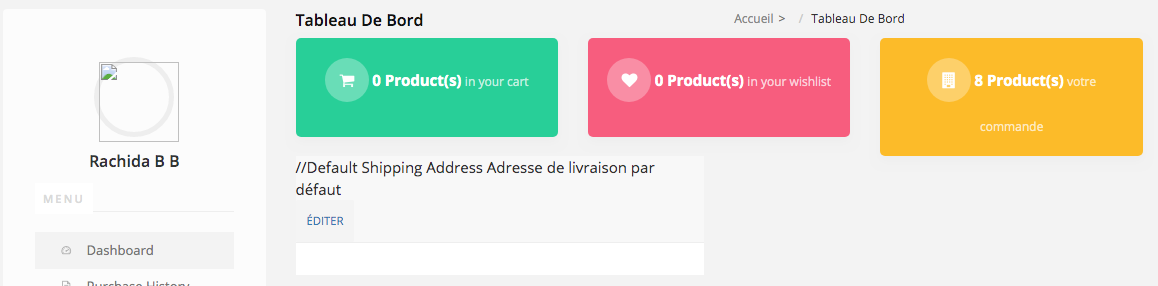 Tableau De Bord
Accueil > / Tableau De Bord
0 Product(s) in your cart
0 Product(s) in your wishlist
8 Product(s) votre
commande
Rachida B B
MENU
Dashboard
Purchase History
//Default Shipping Address Adresse de livraison par
défaut
ÉDITER